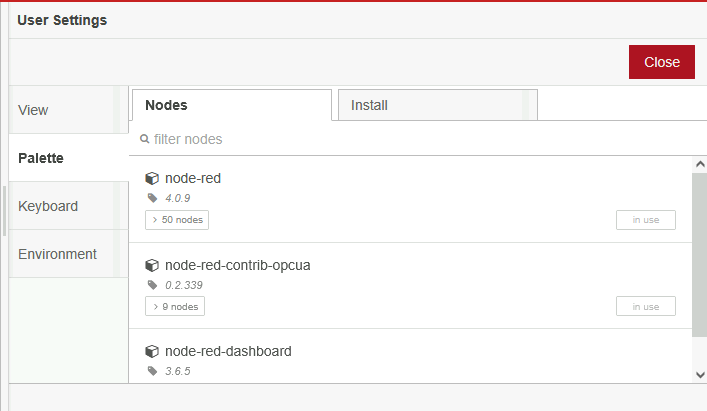 User Settings
Close
View
Palette
Keyboard
Environment
Nodes
Install
filter nodes
node-red
4.0.9
> 50 nodes
in use
node-red-contrib-opcua
0.2.339
> 9 nodes
in use
node-red-dashboard
3.6.5